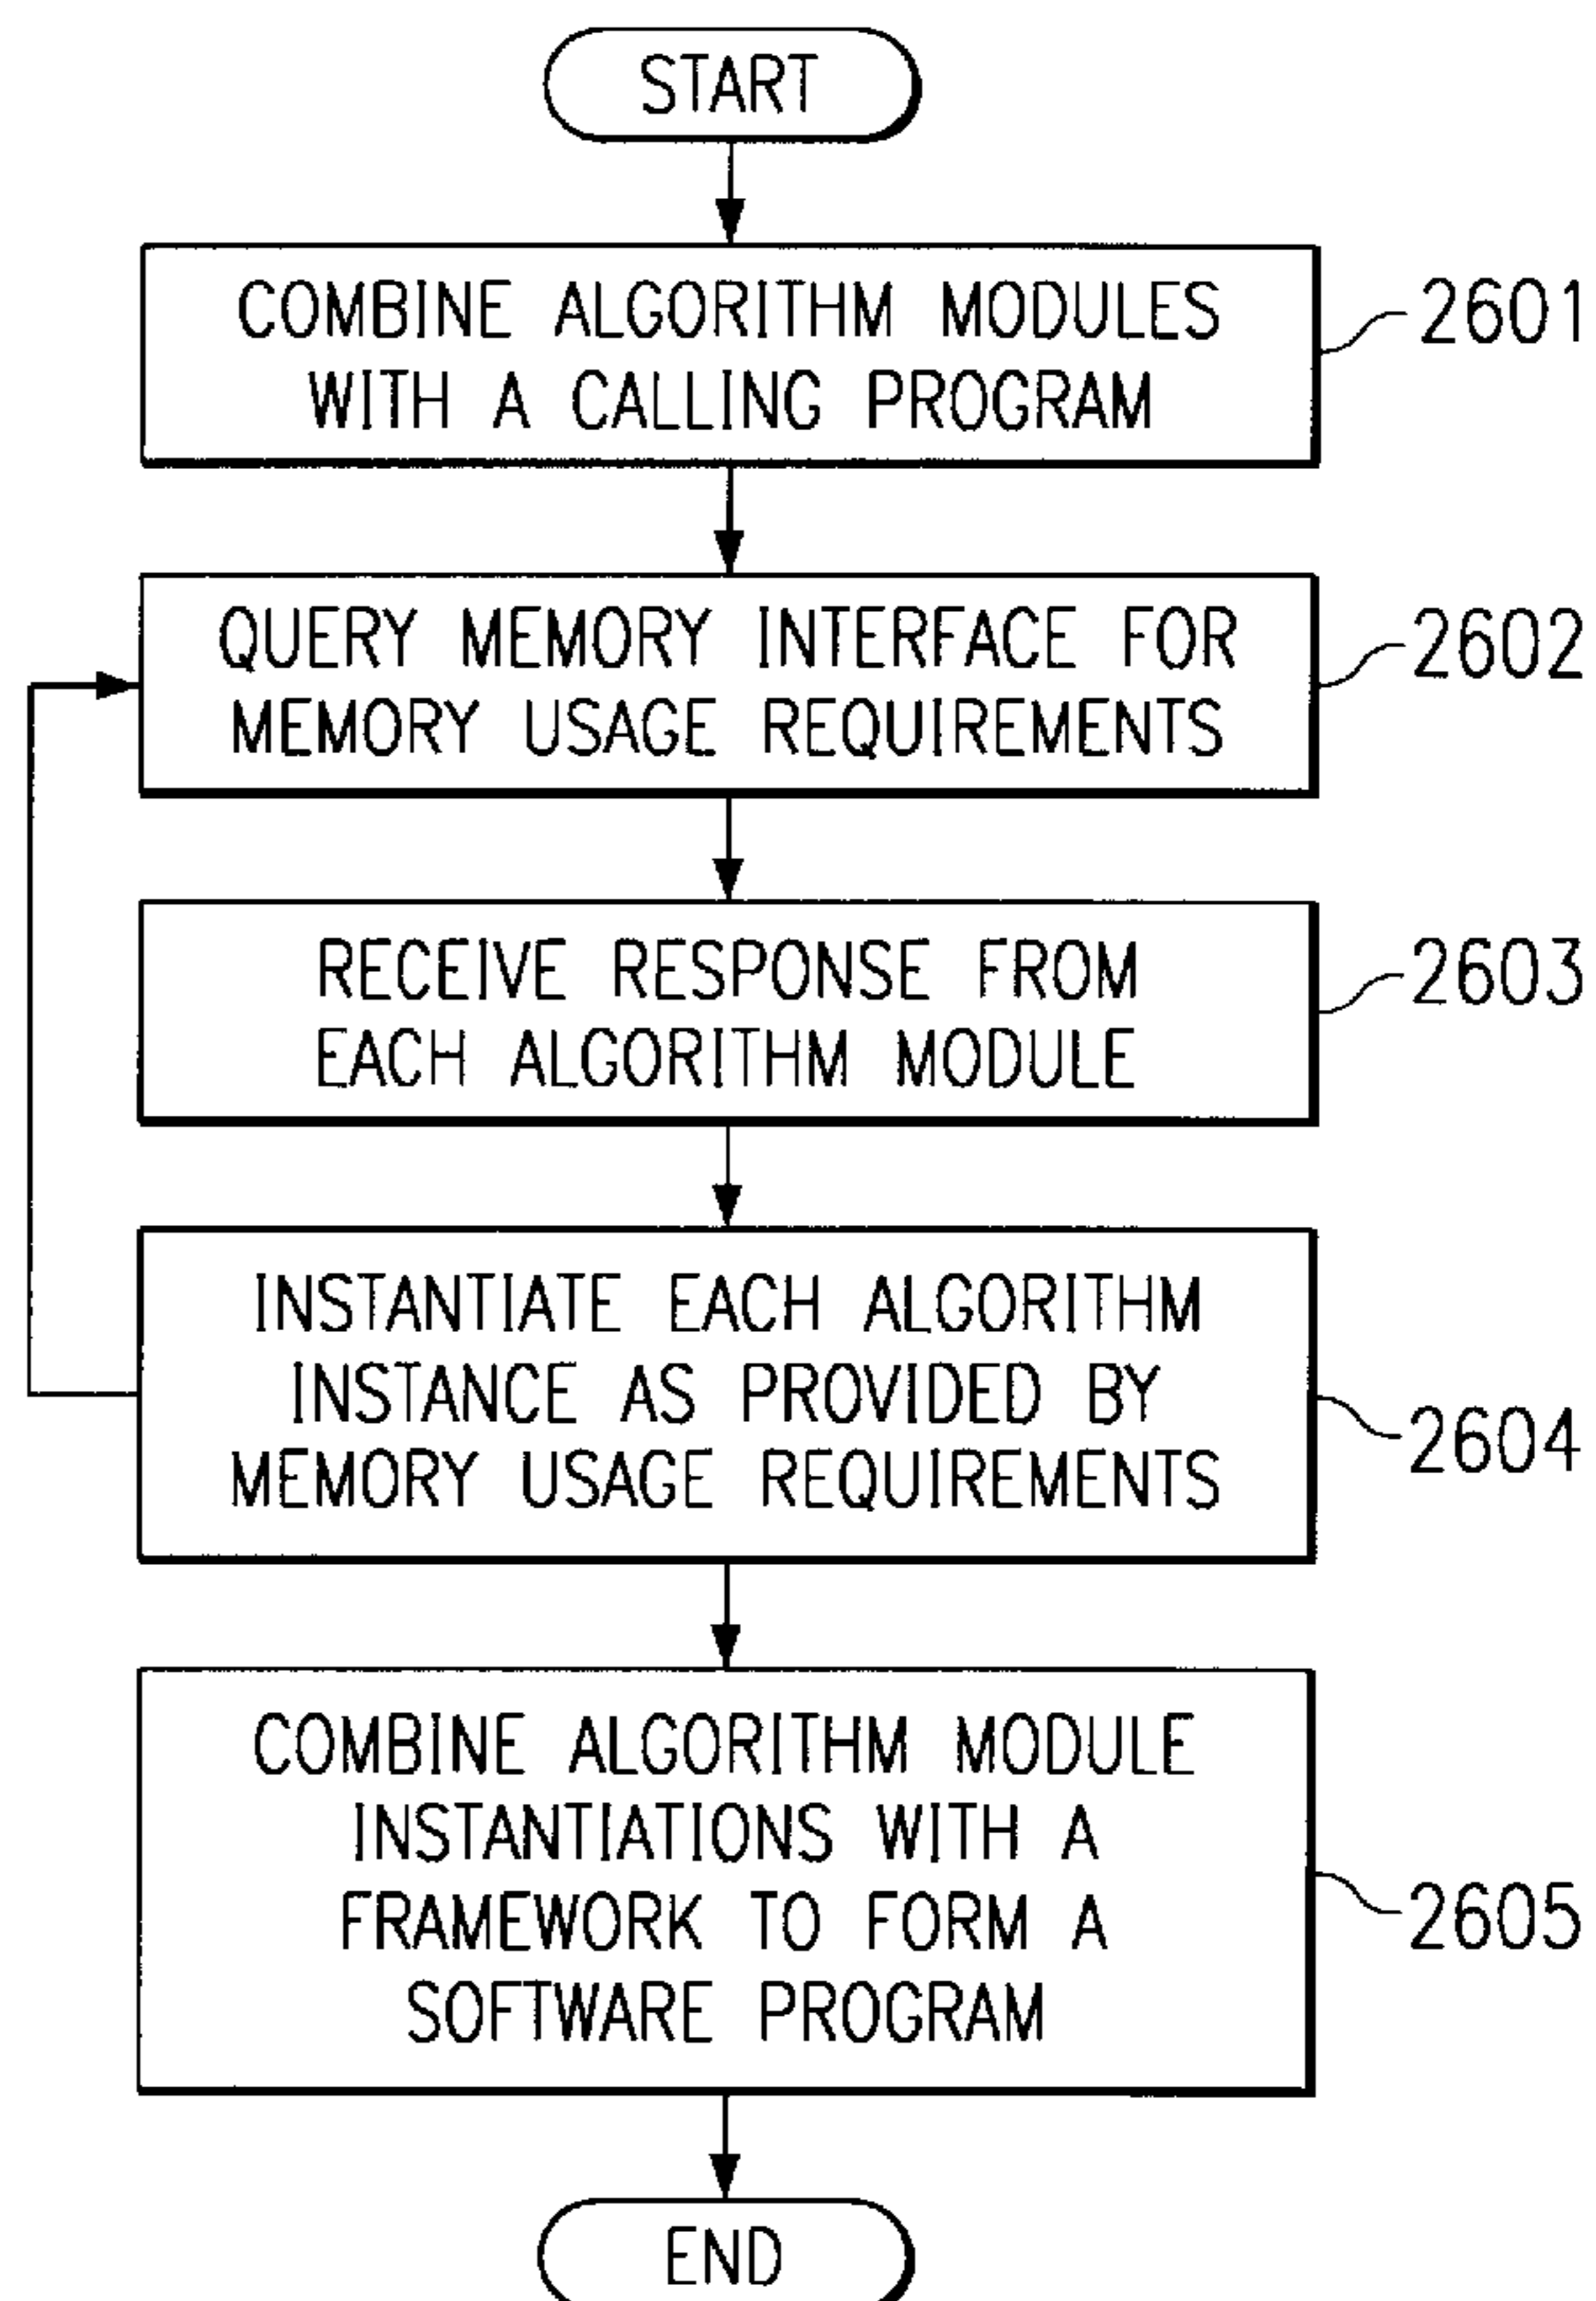 START
COMBINE ALGORITHM MODULES
WITH A CALLING PROGRAM
2601
QUERY MEMORY INTERFACE FOR
MEMORY USAGE REQUIREMENTS
2602
RECEIVE RESPONSE FROM
EACH ALGORITHM MODULE
2603
INSTANTIATE EACH ALGORITHM
INSTANCE AS PROVIDED BY
MEMORY USAGE REQUIREMENTS
2604
COMBINE ALGORITHM MODULE
INSTANTIATIONS WITH A
FRAMEWORK TO FORM A
SOFTWARE PROGRAM
2605
END